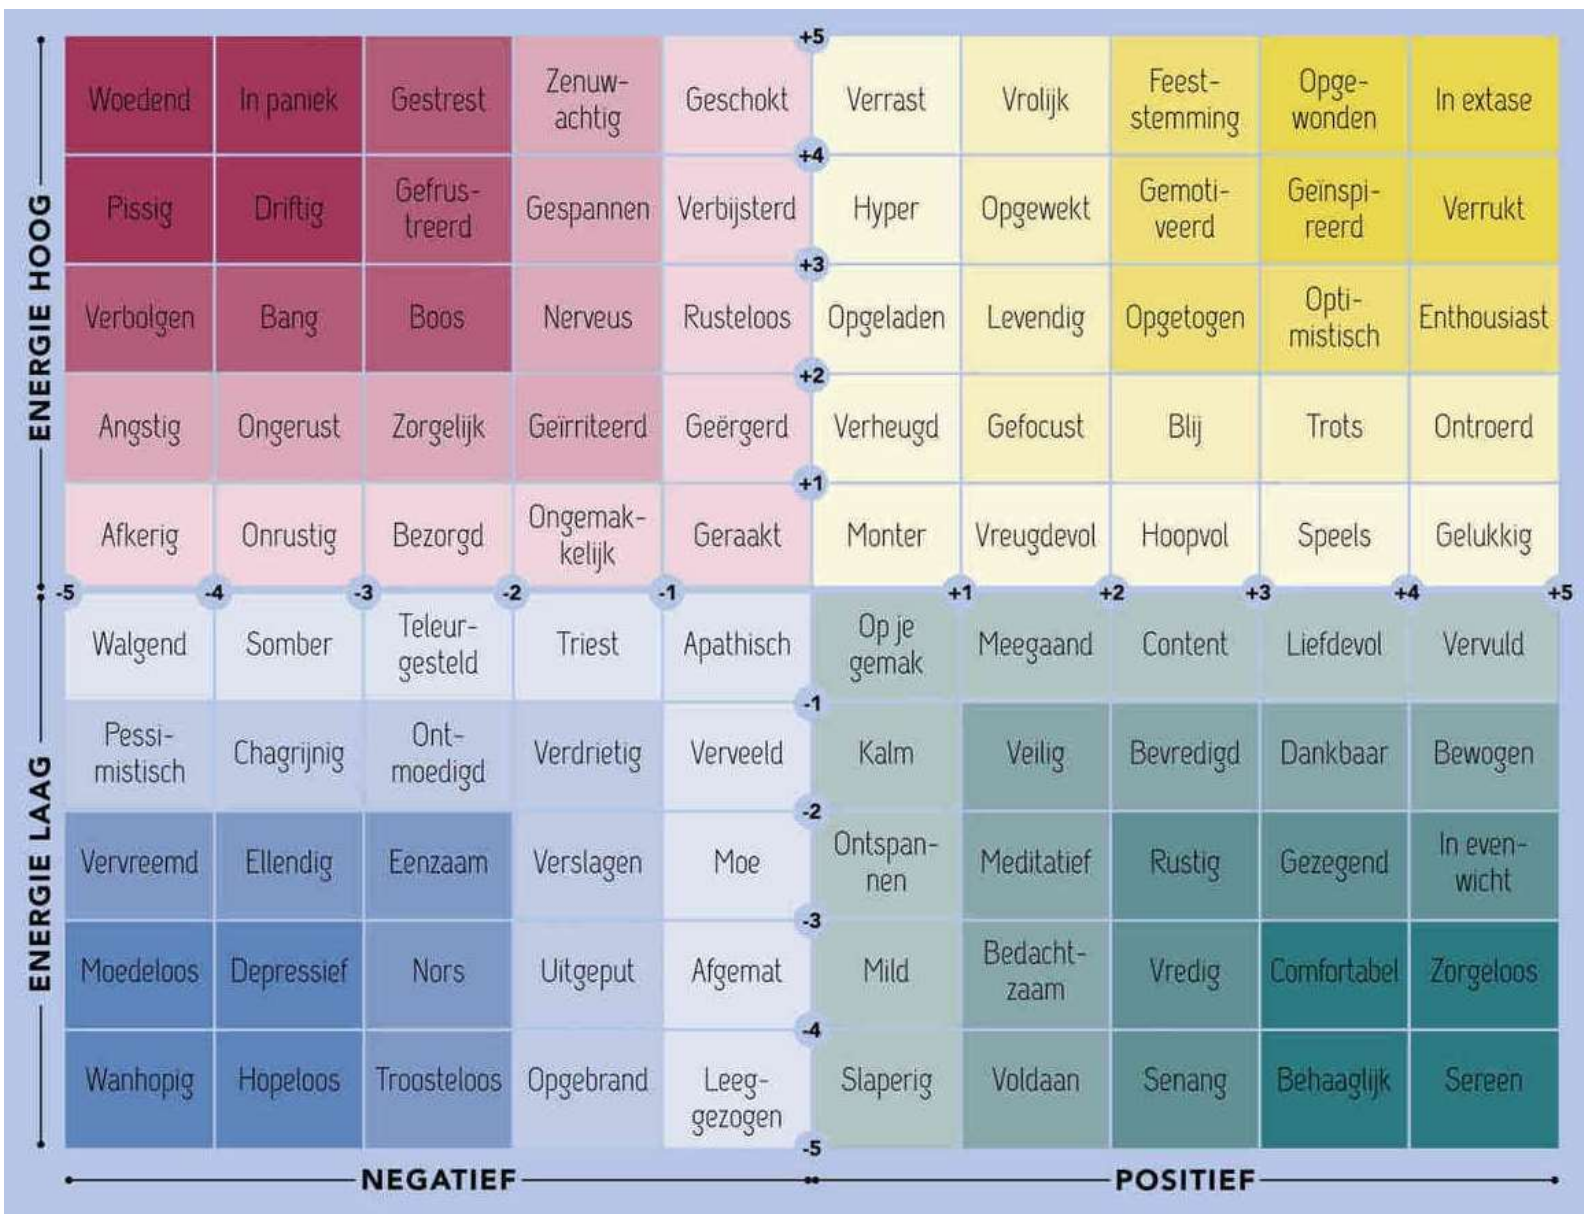 +5
Woedend In paniek Gestrest Zenuw-
achtig Geschokt Verrast Vrolijk Feest-
stemming Opge-
wonden In extase
+4
Pissig Driftig Gefrus-
treerd Gespannen Verbijsterd Hyper Opgewekt Gemoti-
veerd Geïnspi-
reerd Verrukt
+3
Verbolgen Bang Boos Nerveus Rusteloos Opgeladen Levendig Opgetogen Opti-
mistisch Enthousiast
+2
Angstig Ongerust Zorgelijk Geïrriteerd Geërgerd Verheugd Gefocust Blij Trots Ontroerd
+1
Afkerig Onrustig Bezorgd Ongemak-
kelijk Geraakt Monter Vreugdevol Hoopvol Speels Gelukkig
ENERGIE HOOG
-5 -4 -3 -2 -1 +1 +2 +3 +4 +5
Walgend Somber Teleur-
gesteld Triest Apathisch Op je
gemak Meegaand Content Liefdevol Vervuld
-1
Pessi-
mistisch Chagrijnig Ont-
moedigd Verdrietig Verveeld Kalm Veilig Bevredigd Dankbaar Bewogen
-2
Vervreemd Ellendig Eenzaam Verslagen Moe Ontspan-
nen Meditatief Rustig Gezegend In even-
wicht
-3
Moedeloos Depressief Nors Uitgeput Afgemat Mild Bedacht-
zaam Vredig Comfortabel Zorgeloos
-4
Wanhopig Hopeloos Troosteloos Opgebrand Leeg-
gezogen Slaperig Voldaan Senang Behaaglijk Sereen
-5
ENERGIE LAAG
NEGATIEF POSITIEF